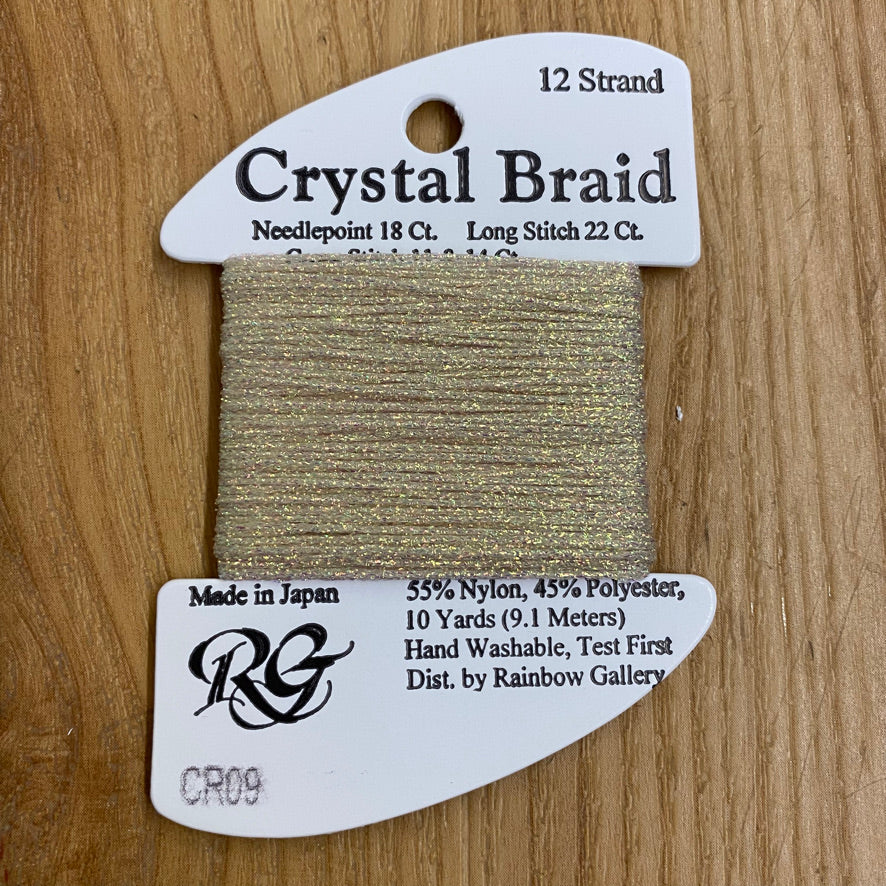 12 Strand
Crystal Braid
Needlepoint 18 Ct. Long Stitch 22 Ct.
Made in Japan
55% Nylon, 45% Polyester,
10 Yards (9.1 Meters)
Hand Washable, Test First
Dist. by Rainbow Gallery
RG
CR09